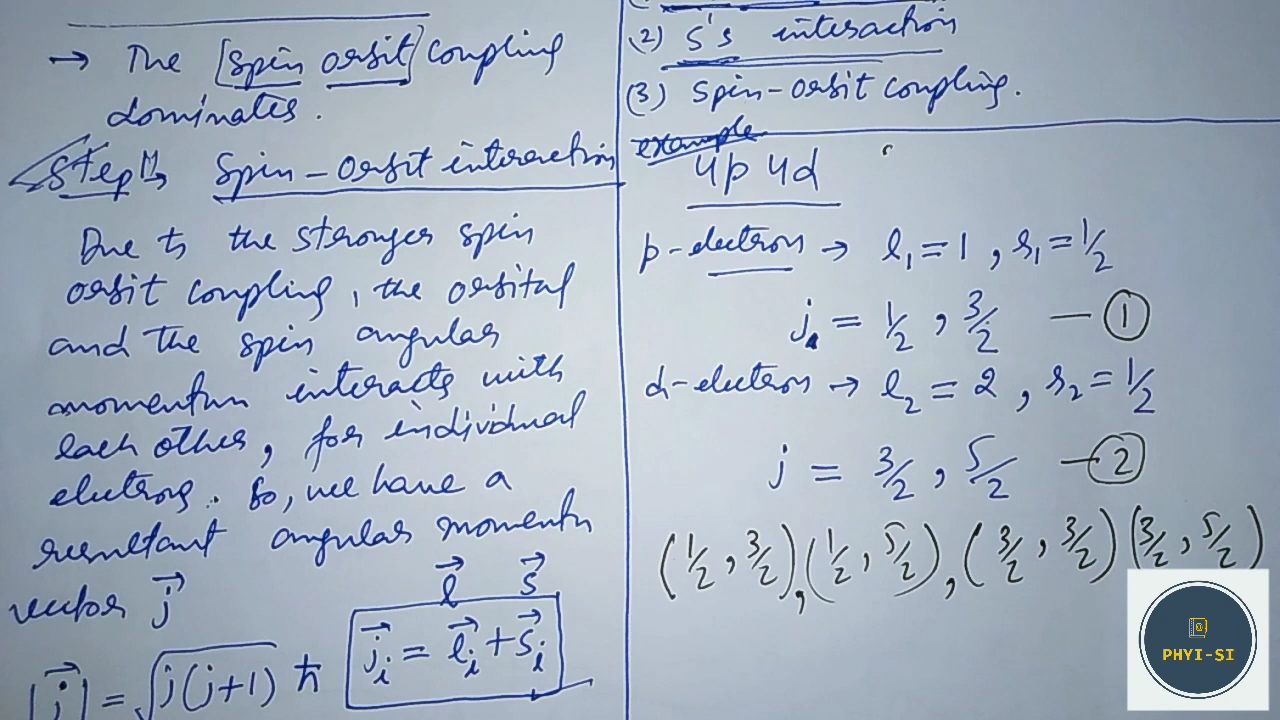 → The [spin orbit] coupling
dominates.
Step 1 → Spin - orbit interaction
Due to the stronger spin
orbit coupling, the orbital
and the spin angular
momentum interacts with
each other, for individual
electrons. So, we have a
resultant angular momentm
vector j⃗
l⃗ s⃗
|j⃗| = √j(j+1) ħ j⃗ᵢ = l⃗ᵢ + s⃗ᵢ
(2) s's interaction
(3) Spin-orbit coupling.
example
4p 4d
p-electron → l₁ = 1, s₁ = 1/2
j₁ = 1/2, 3/2 — ①
d-electron → l₂ = 2, s₂ = 1/2
j = 3/2, 5/2 — ②
(1/2, 3/2), (1/2, 5/2), (3/2, 3/2) (3/2, 5/2)
PHYI-SI